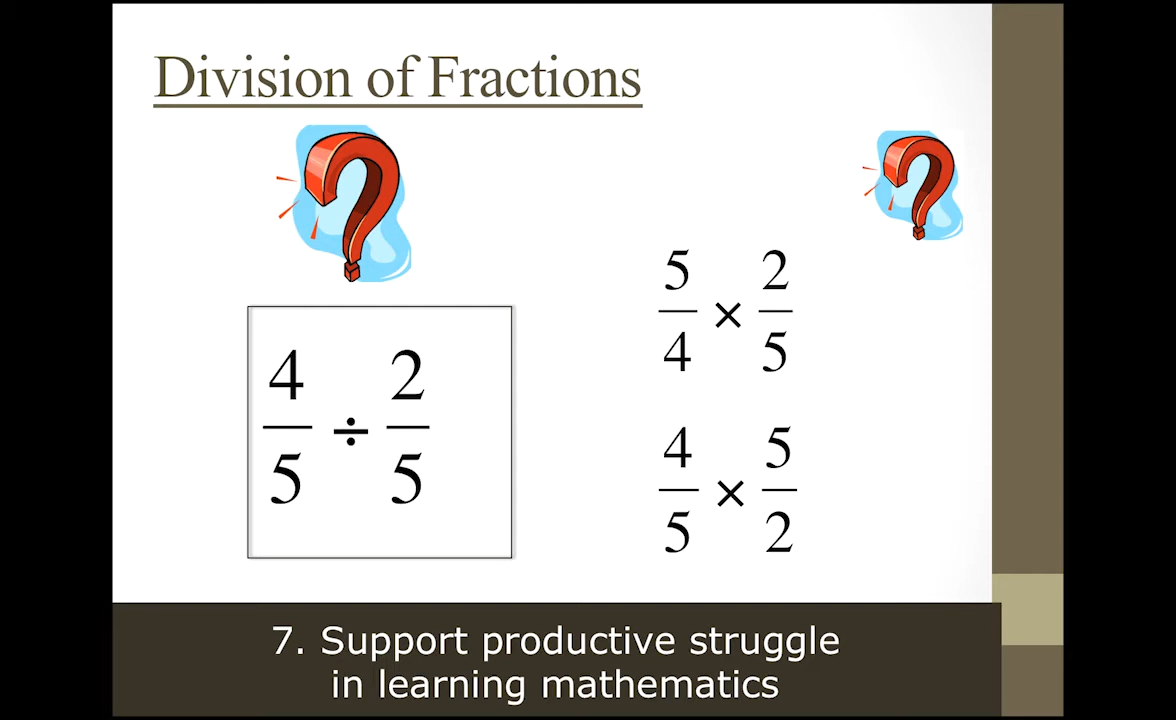 Division of Fractions
4/5 ÷ 2/5
5/4 × 2/5
4/5 × 5/2
7. Support productive struggle
in learning mathematics